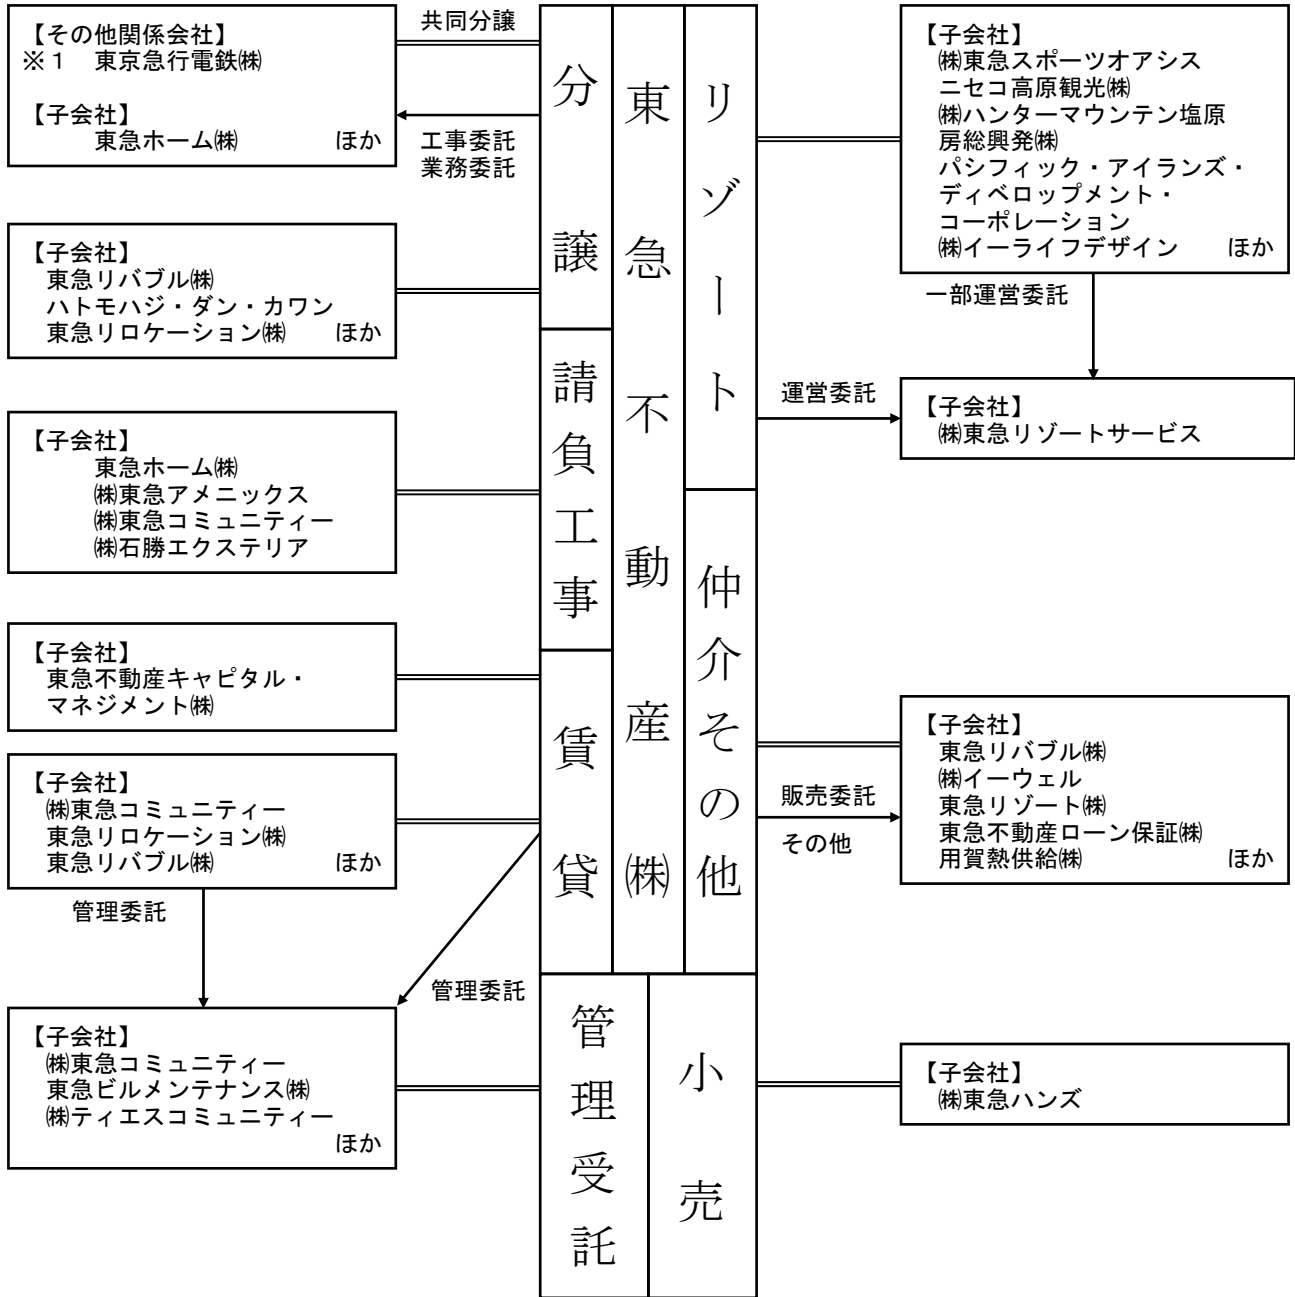 【その他関係会社】
※１　東京急行電鉄㈱
【子会社】
東急ホーム㈱　　　　ほか
共同分譲
工事委託
業務委託
【子会社】
東急リバブル㈱
ハトモハジ・ダン・カワン
東急リロケーション㈱　　ほか
【子会社】
東急ホーム㈱
㈱東急アメニックス
㈱東急コミュニティー
㈱石勝エクステリア
【子会社】
東急不動産キャピタル・
マネジメント㈱
【子会社】
㈱東急コミュニティー
東急リロケーション㈱
東急リバブル㈱　　　　　ほか
管理委託
管理委託
【子会社】
㈱東急コミュニティー
東急ビルメンテナンス㈱
㈱ティエスコミュニティー
ほか
分譲
請負工事
賃貸
東急不動産㈱
リゾート
仲介その他
管理受託
小売
【子会社】
㈱東急スポーツオアシス
ニセコ高原観光㈱
㈱ハンターマウンテン塩原
房総興発㈱
パシフィック・アイランズ・
ディベロップメント・
コーポレーション
㈱イーライフデザイン　　ほか
一部運営委託
運営委託
【子会社】
㈱東急リゾートサービス
販売委託
その他
【子会社】
東急リバブル㈱
㈱イーウェル
東急リゾート㈱
東急不動産ローン保証㈱
用賀熱供給㈱　　　　　　ほか
【子会社】
㈱東急ハンズ